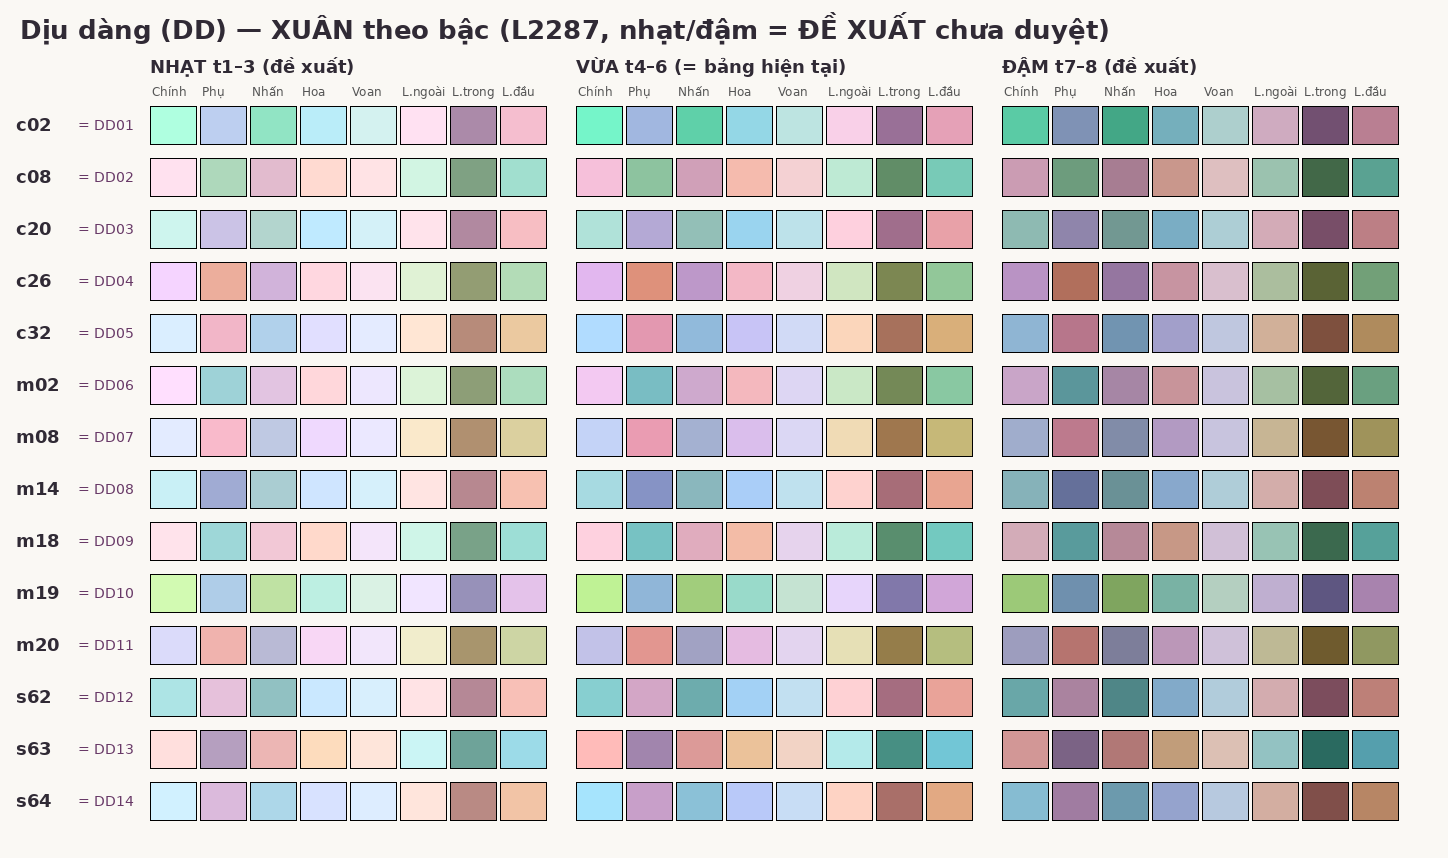 Dịu dàng (DD) — XUÂN theo bậc (L2287, nhạt/đậm = ĐỀ XUẤT chưa duyệt)
NHẠT t1–3 (đề xuất) VỪA t4–6 (= bảng hiện tại) ĐẬM t7–8 (đề xuất)
Chính Phụ Nhấn Hoa Voan L.ngoài L.trong L.đầu Chính Phụ Nhấn Hoa Voan L.ngoài L.trong L.đầu Chính Phụ Nhấn Hoa Voan L.ngoài L.trong L.đầu
c02 = DD01
c08 = DD02
c20 = DD03
c26 = DD04
c32 = DD05
m02 = DD06
m08 = DD07
m14 = DD08
m18 = DD09
m19 = DD10
m20 = DD11
s62 = DD12
s63 = DD13
s64 = DD14